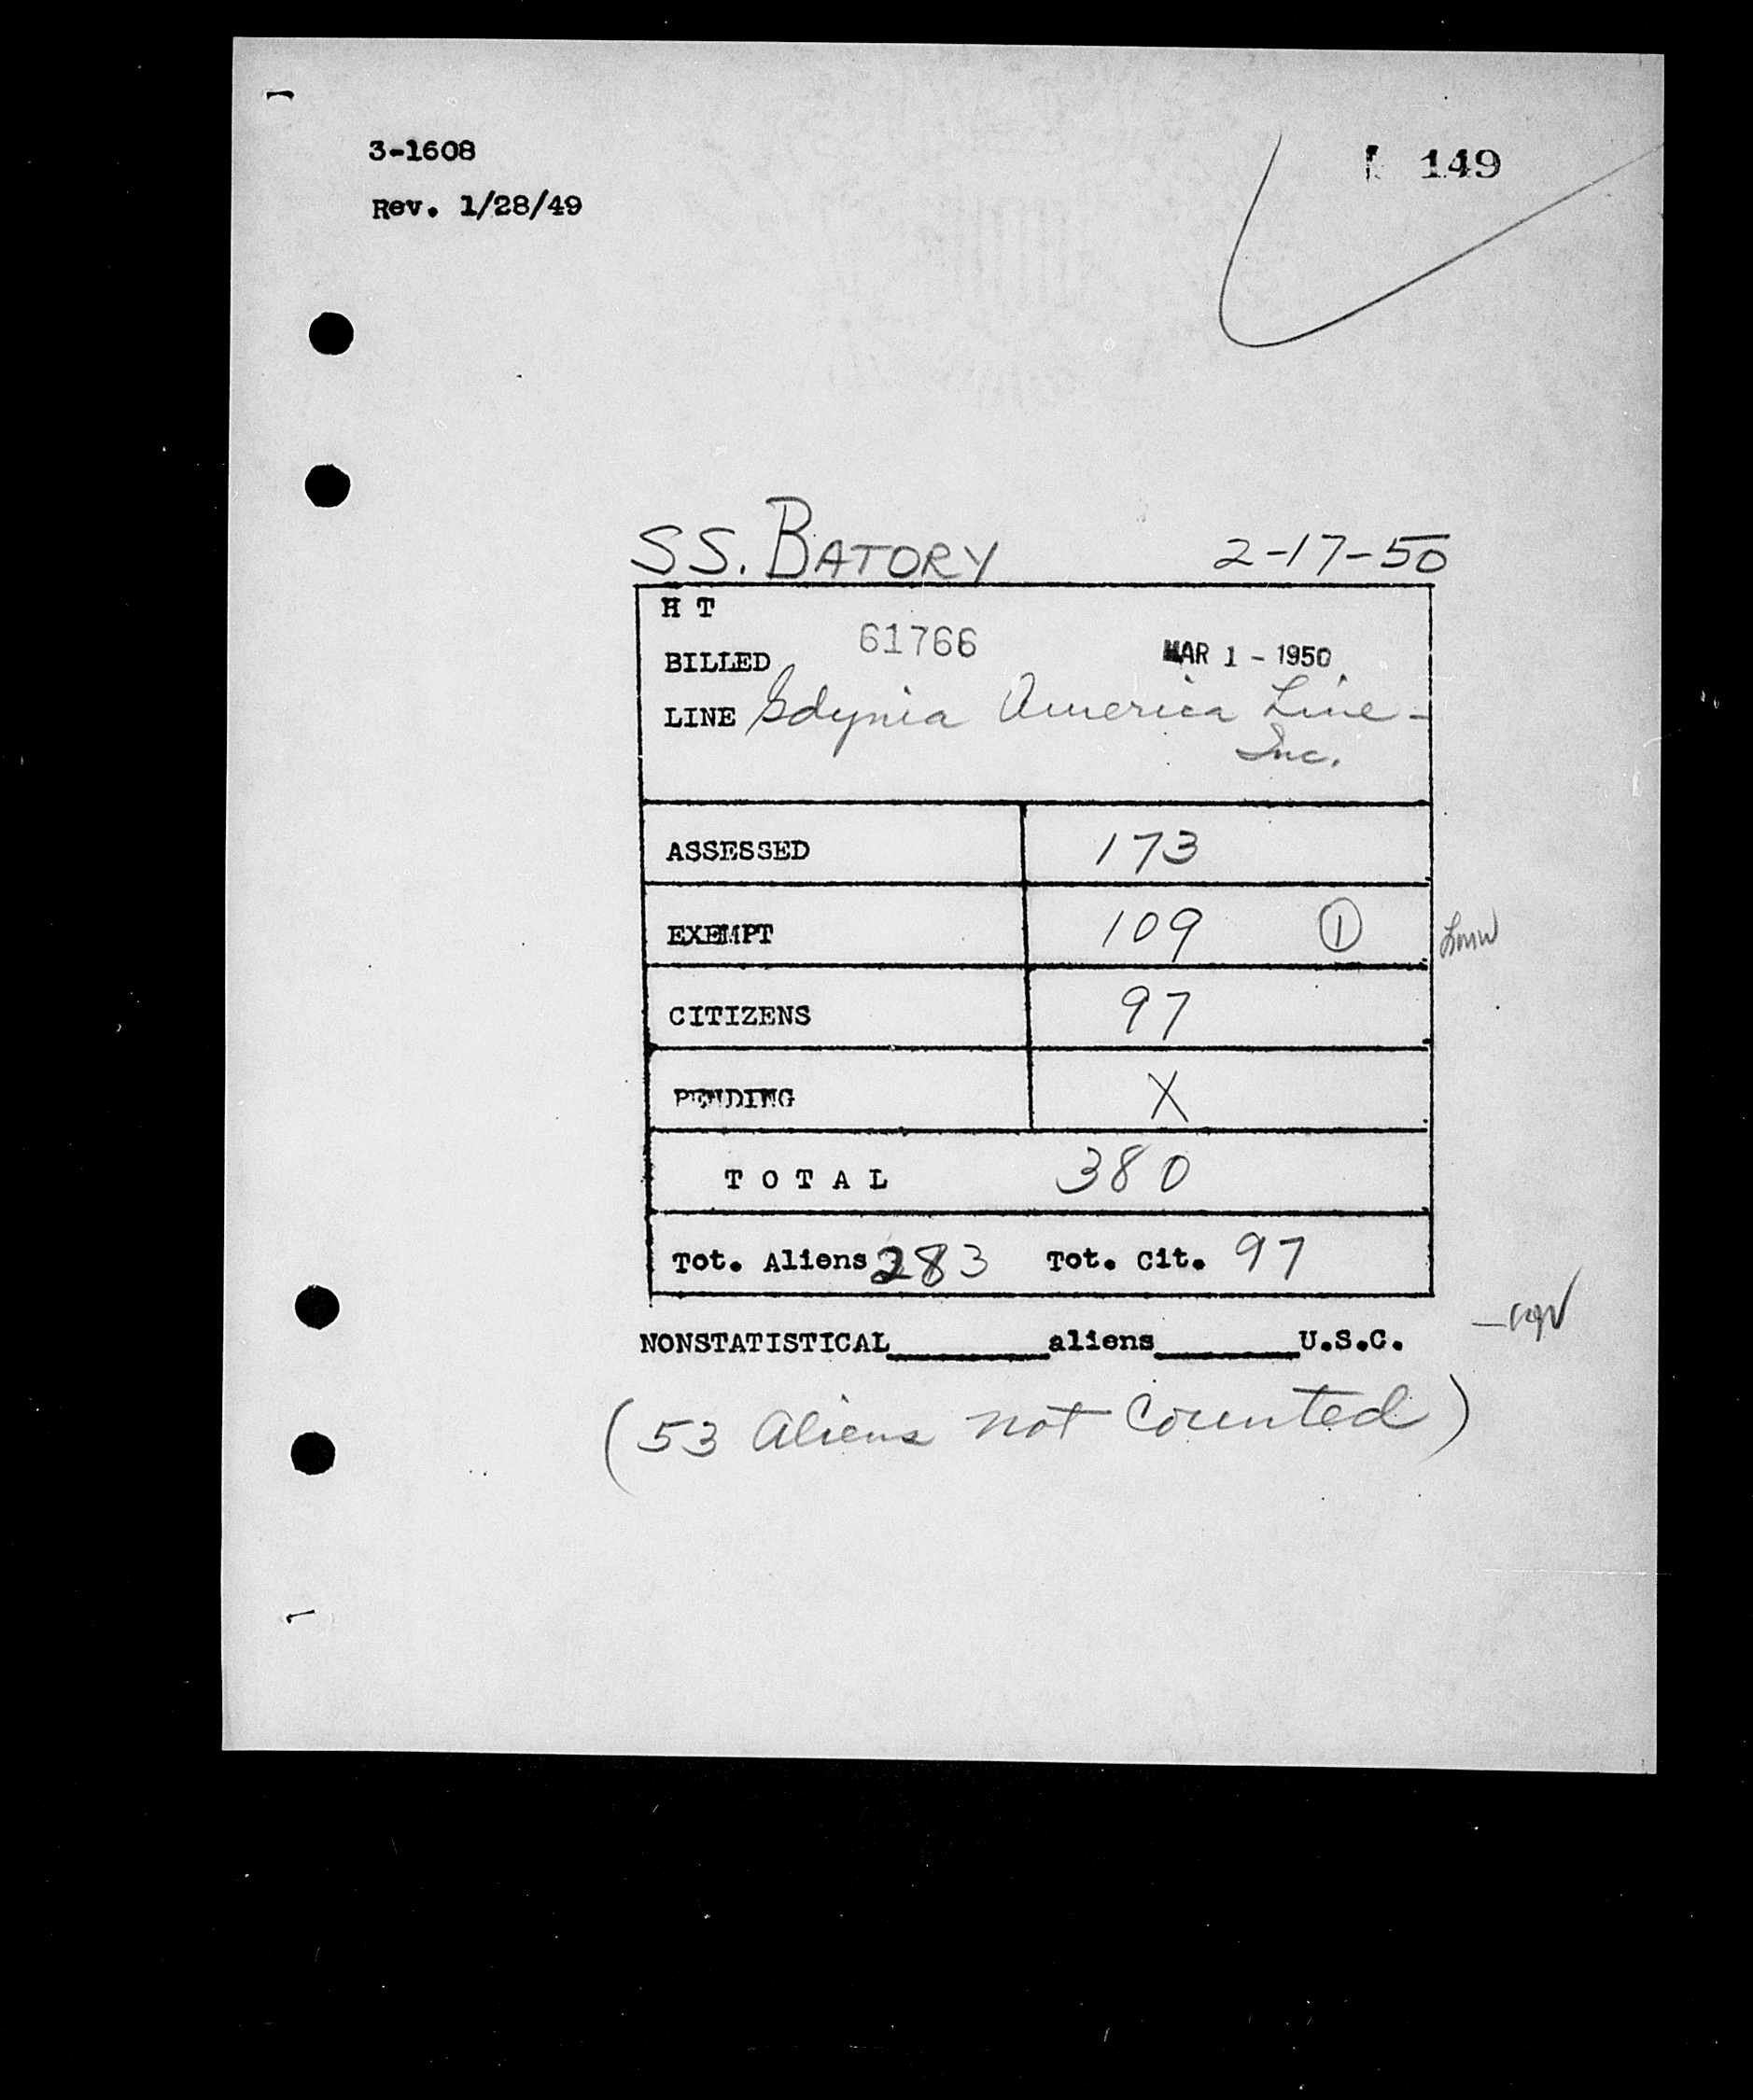 3-1608
149
Rev. 1/28/49
SS. BATORY 2-17-50
H T
BILLED 61766 MAR 1 - 1950
LINE Gdynia America Line -
Inc.
ASSESSED 173
EXEMPT 109 1
CITIZENS 97
PENDING X
TOTAL 380
Tot. Aliens 283 Tot. Cit. 97
NONSTATISTICAL________aliens_______U.S.C.
(53 Aliens not Counted)